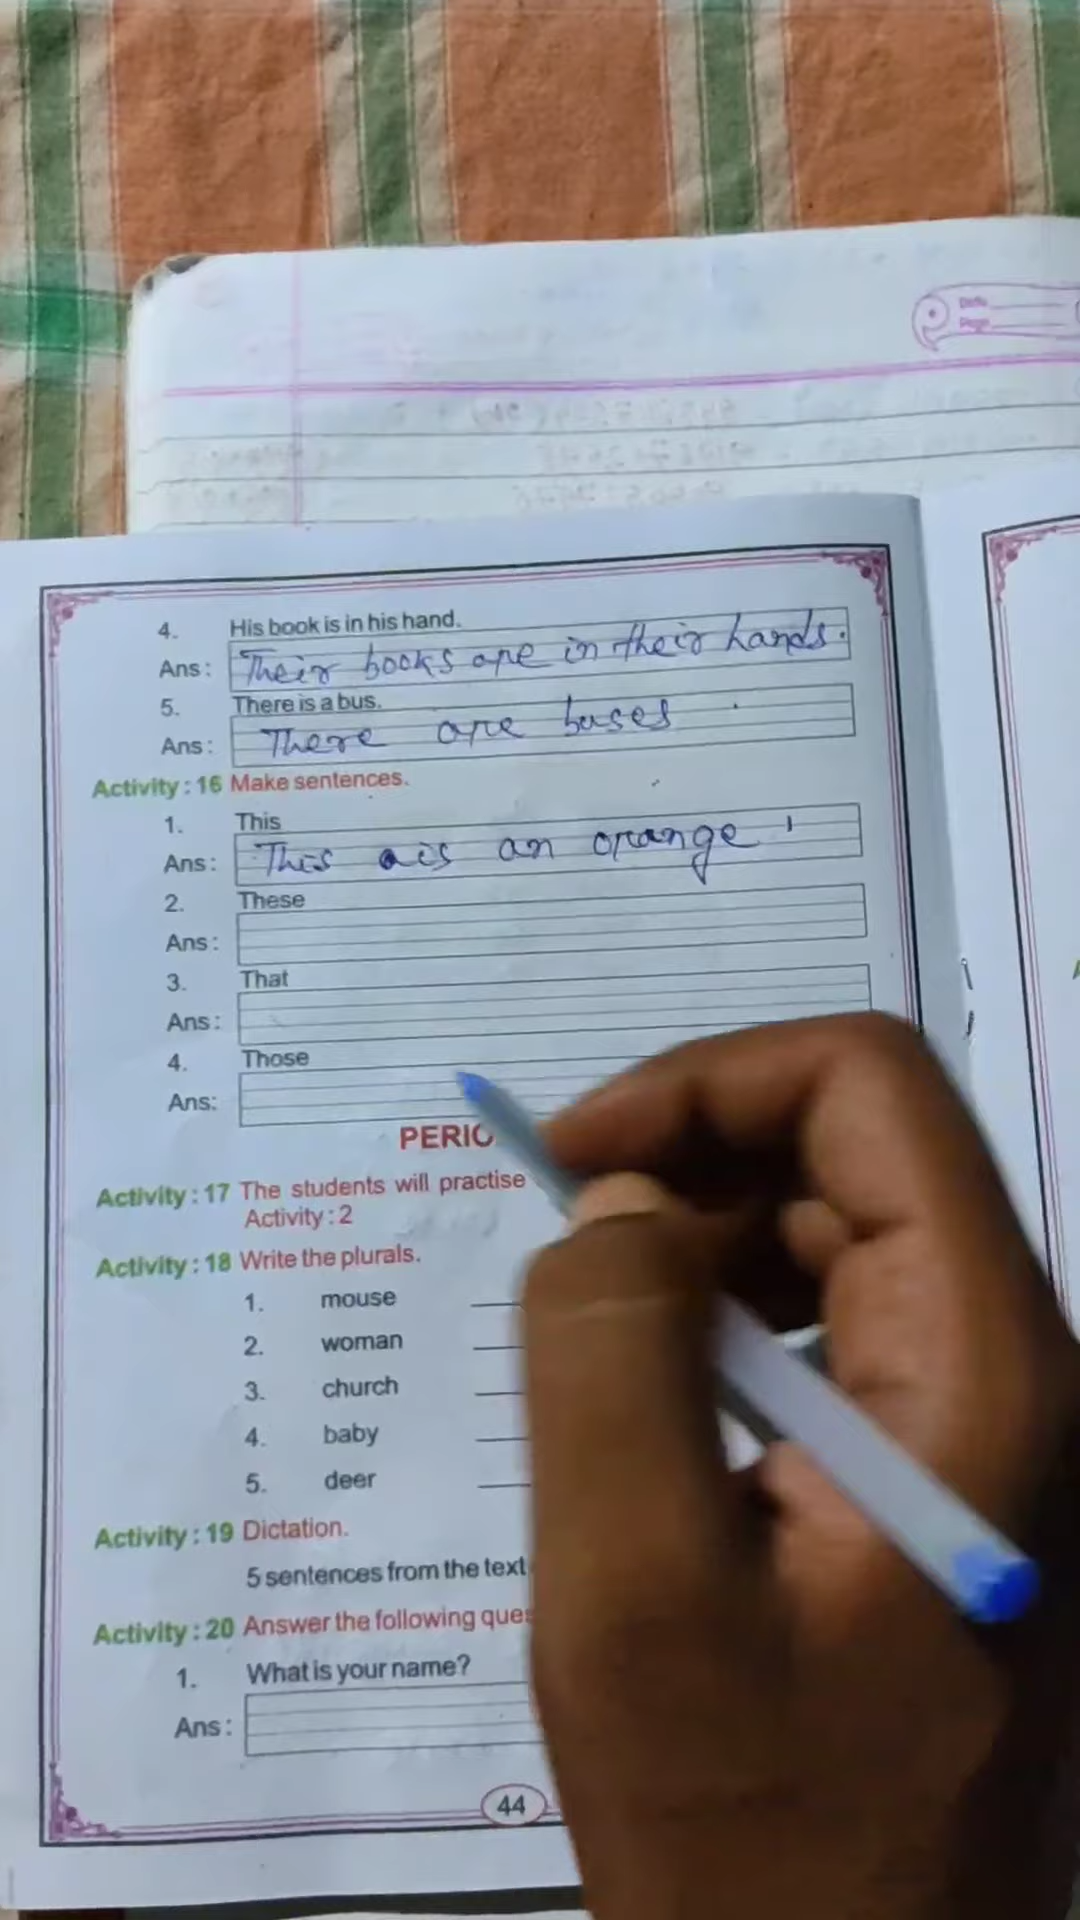 Date
Page
4. His book is in his hand.
Ans: Their books are in their hands.
5. There is a bus.
Ans: There are buses .
Activity : 16 Make sentences.
1. This
Ans: This is an orange
2. These
Ans:
3. That
Ans:
4. Those
Ans:
PERIO
Activity : 17 The students will practise
Activity : 2
Activity : 18 Write the plurals.
1. mouse
2. woman
3. church
4. baby
5. deer
Activity : 19 Dictation.
5 sentences from the text
Activity : 20 Answer the following ques
1. What is your name?
Ans:
44